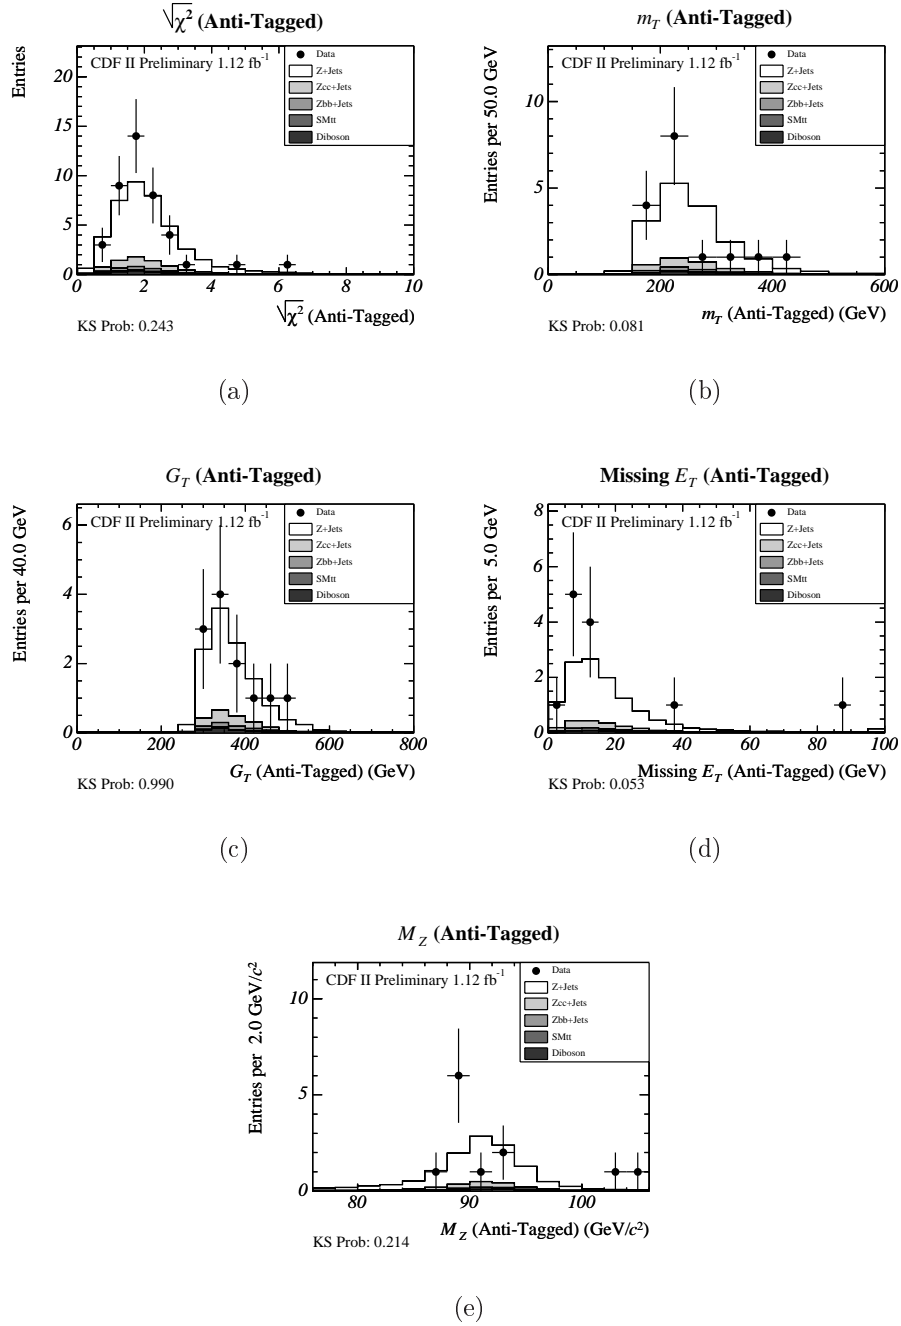 √χ² (Anti-Tagged)
Entries
CDF II Preliminary 1.12 fb⁻¹
Data
Z+Jets
Zcc+Jets
Zbb+Jets
SMtt
Diboson
20
15
10
5
0
0 2 4 6 8 10
√χ² (Anti-Tagged)
KS Prob: 0.243
(a)
m_T (Anti-Tagged)
Entries per 50.0 GeV
CDF II Preliminary 1.12 fb⁻¹
Data
Z+Jets
Zcc+Jets
Zbb+Jets
SMtt
Diboson
10
5
0
200 400 600
m_T (Anti-Tagged) (GeV)
KS Prob: 0.081
(b)
G_T (Anti-Tagged)
Entries per 40.0 GeV
CDF II Preliminary 1.12 fb⁻¹
Data
Z+Jets
Zcc+Jets
Zbb+Jets
SMtt
Diboson
6
4
2
0
0 200 400 600 800
G_T (Anti-Tagged) (GeV)
KS Prob: 0.990
(c)
Missing E_T (Anti-Tagged)
Entries per 5.0 GeV
CDF II Preliminary 1.12 fb⁻¹
Data
Z+Jets
Zcc+Jets
Zbb+Jets
SMtt
Diboson
8
6
4
2
0
0 20 40 60 80 100
Missing E_T (Anti-Tagged) (GeV)
KS Prob: 0.053
(d)
M_Z (Anti-Tagged)
Entries per 2.0 GeV/c²
CDF II Preliminary 1.12 fb⁻¹
Data
Z+Jets
Zcc+Jets
Zbb+Jets
SMtt
Diboson
10
5
0
80 90 100
M_Z (Anti-Tagged) (GeV/c²)
KS Prob: 0.214
(e)